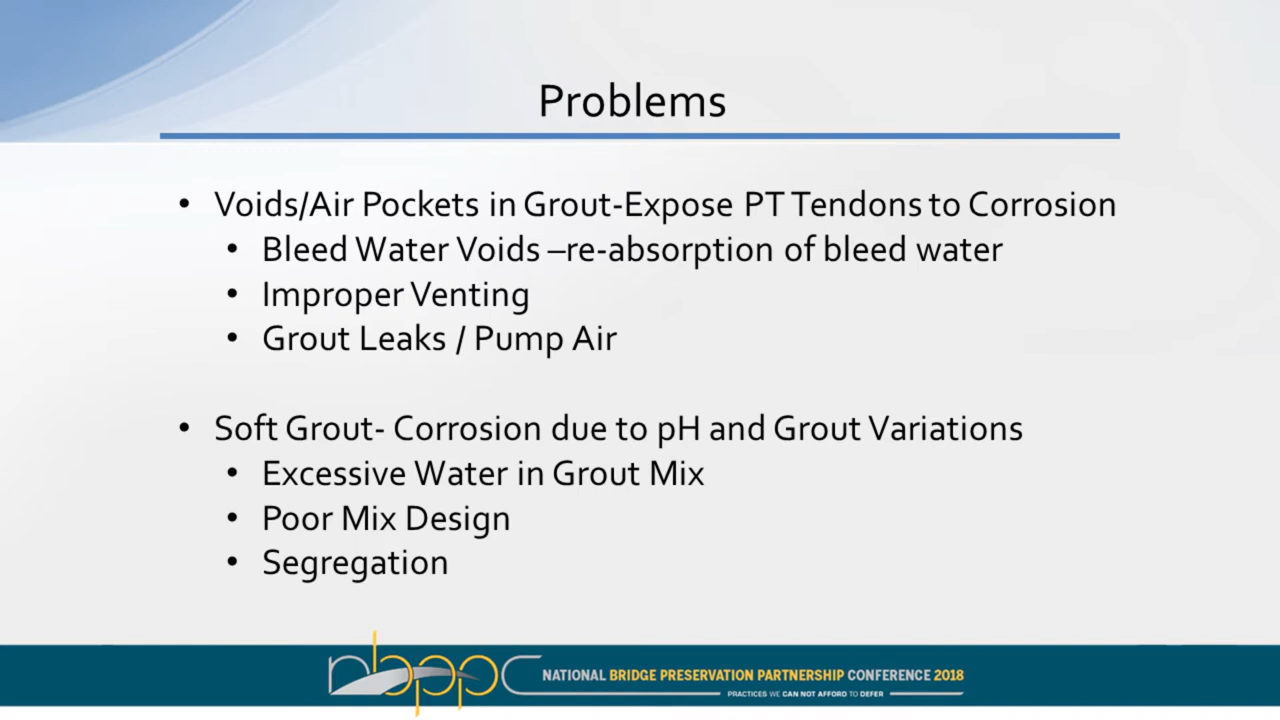 Problems
• Voids/Air Pockets in Grout-Expose PT Tendons to Corrosion
• Bleed Water Voids –re-absorption of bleed water
• Improper Venting
• Grout Leaks / Pump Air
• Soft Grout- Corrosion due to pH and Grout Variations
• Excessive Water in Grout Mix
• Poor Mix Design
• Segregation
nbppc
NATIONAL BRIDGE PRESERVATION PARTNERSHIP CONFERENCE 2018
PRACTICES WE CAN NOT AFFORD TO DEFER